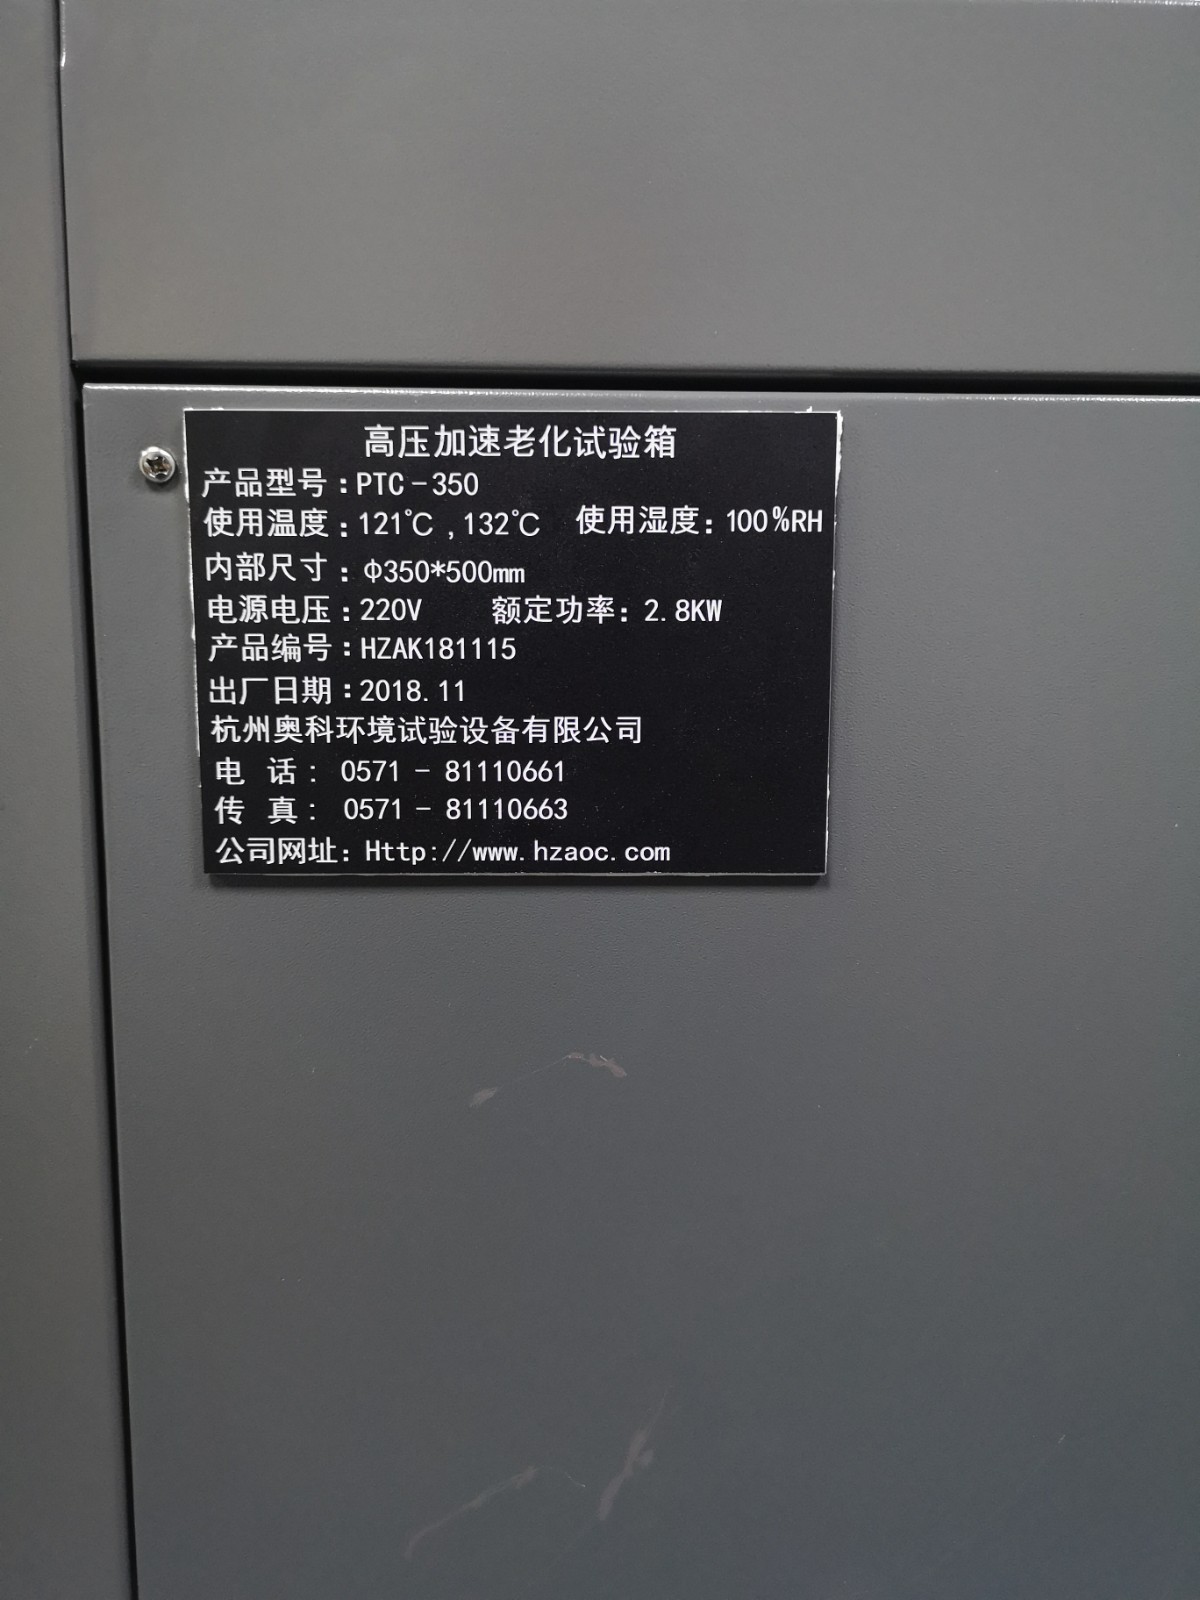 高压加速老化试验箱
产品型号：PTC-350
使用温度：121℃ ,132℃ 使用湿度：100%RH
内部尺寸：Φ350*500mm
电源电压：220V 额定功率：2.8KW
产品编号：HZAK181115
出厂日期：2018.11
杭州奥科环境试验设备有限公司
电 话： 0571 - 81110661
传 真： 0571 - 81110663
公司网址：Http://www.hzaoc.com